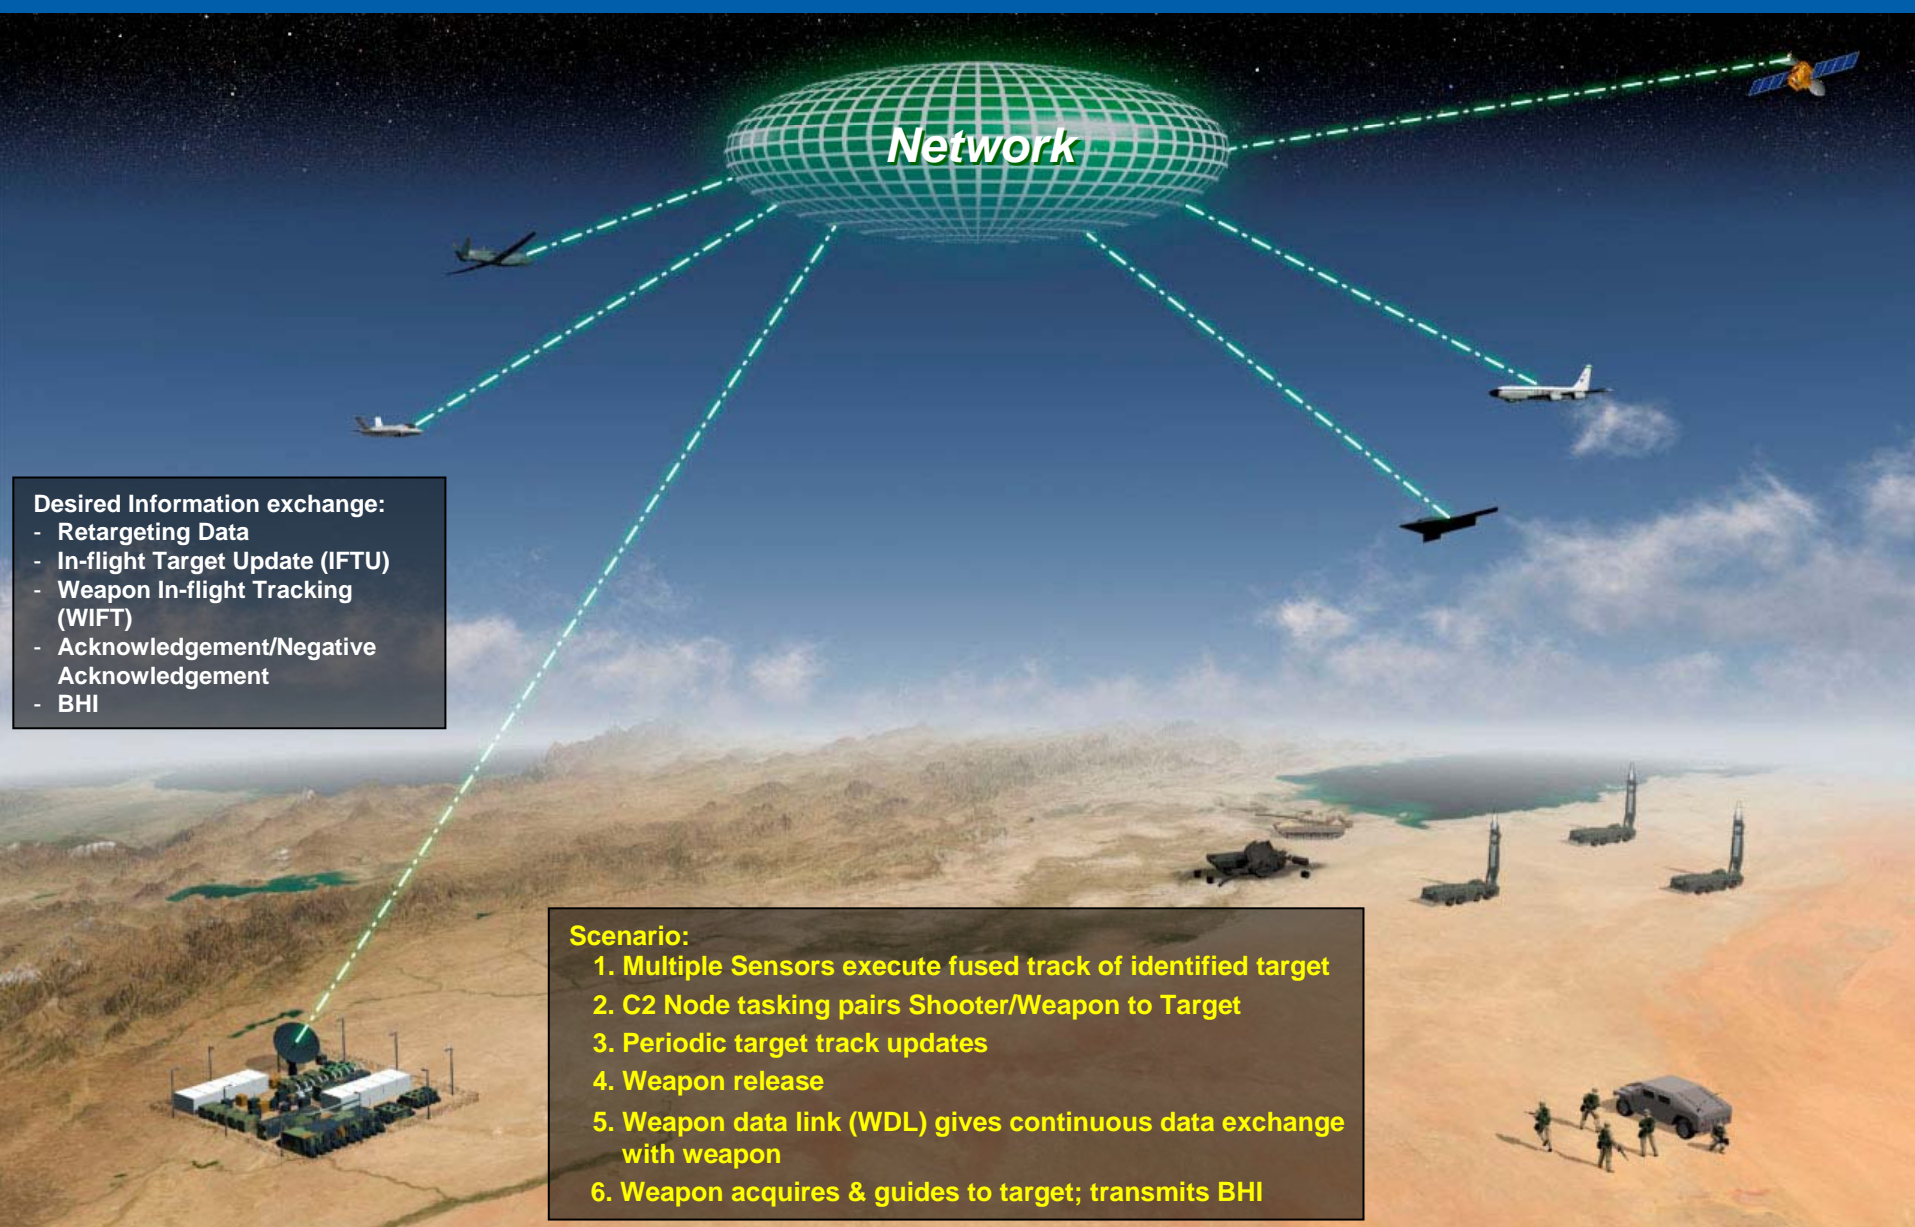 Network
Desired Information exchange:
- Retargeting Data
- In-flight Target Update (IFTU)
- Weapon In-flight Tracking
(WIFT)
- Acknowledgement/Negative
Acknowledgement
- BHI
Scenario:
1. Multiple Sensors execute fused track of identified target
2. C2 Node tasking pairs Shooter/Weapon to Target
3. Periodic target track updates
4. Weapon release
5. Weapon data link (WDL) gives continuous data exchange
with weapon
6. Weapon acquires & guides to target; transmits BHI